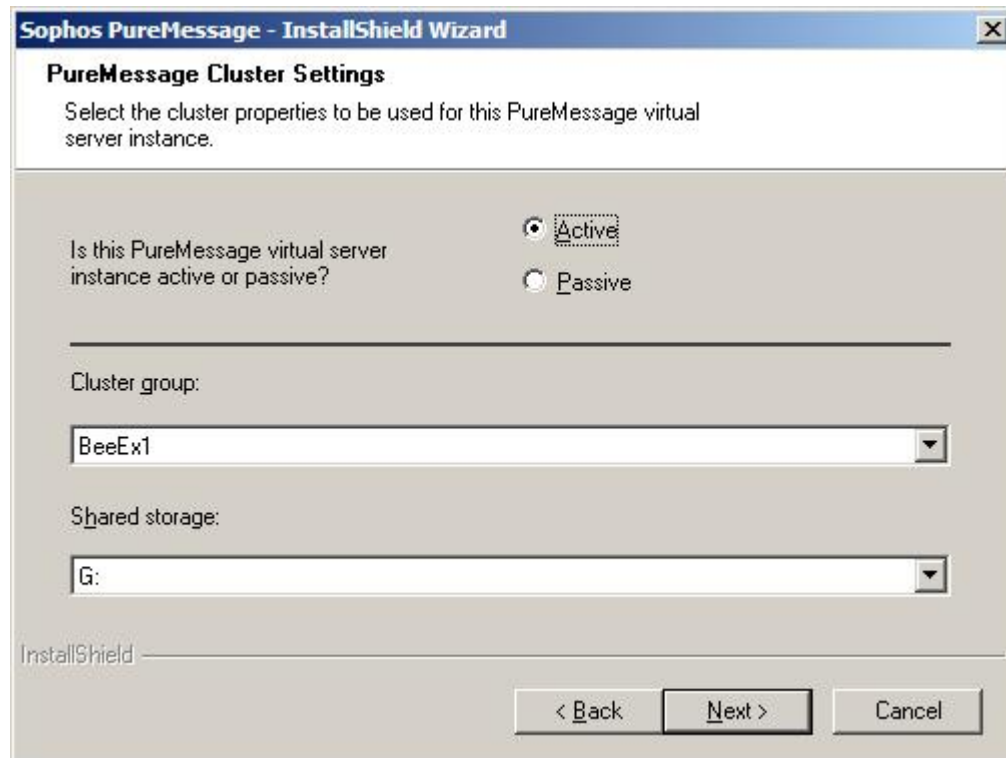 Sophos PureMessage - InstallShield Wizard
PureMessage Cluster Settings
Select the cluster properties to be used for this PureMessage virtual
server instance.
Is this PureMessage virtual server
instance active or passive?
Active
Passive
Cluster group:
BeeEx1
Shared storage:
G:
InstallShield
< Back
Next >
Cancel